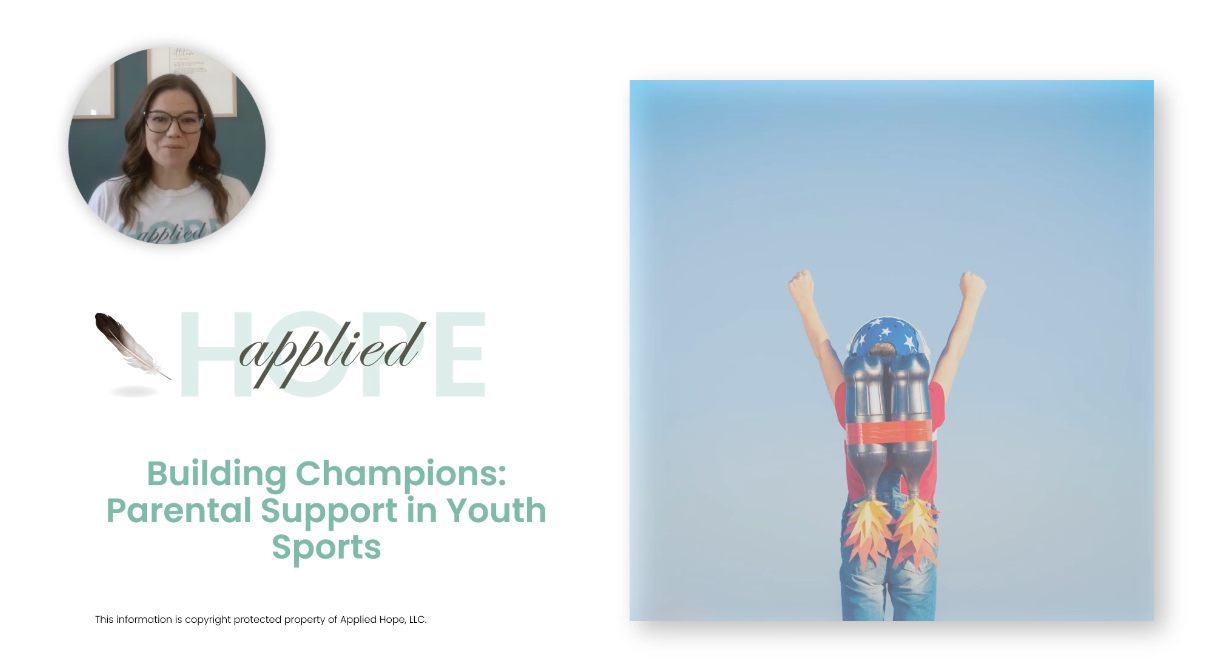 applied
HOPE
applied
Building Champions:
Parental Support in Youth
Sports
This information is copyright protected property of Applied Hope, LLC.